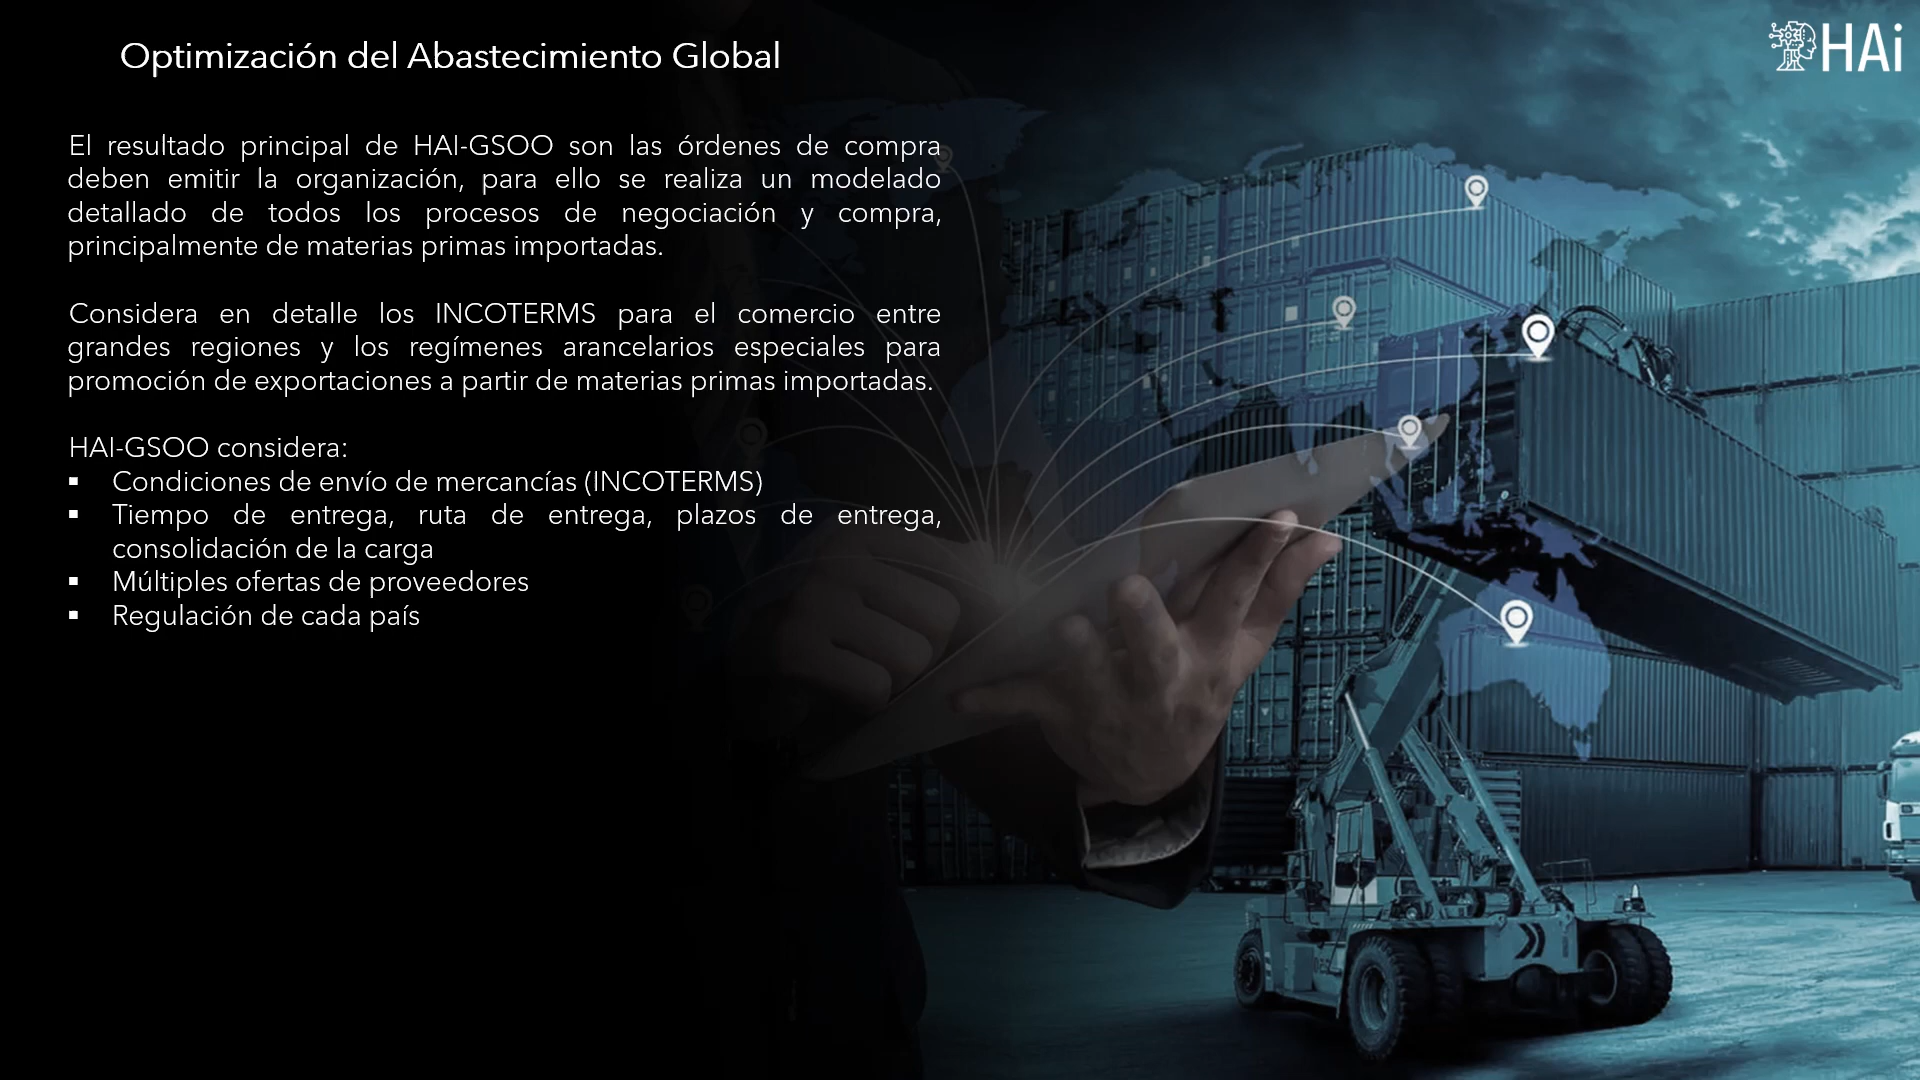 Optimización del Abastecimiento Global
HAi
El resultado principal de HAI-GSOO son las órdenes de compra
deben emitir la organización, para ello se realiza un modelado
detallado de todos los procesos de negociación y compra,
principalmente de materias primas importadas.
Considera en detalle los INCOTERMS para el comercio entre
grandes regiones y los regímenes arancelarios especiales para
promoción de exportaciones a partir de materias primas importadas.
HAI-GSOO considera:
▪ Condiciones de envío de mercancías (INCOTERMS)
▪ Tiempo de entrega, ruta de entrega, plazos de entrega,
consolidación de la carga
▪ Múltiples ofertas de proveedores
▪ Regulación de cada país